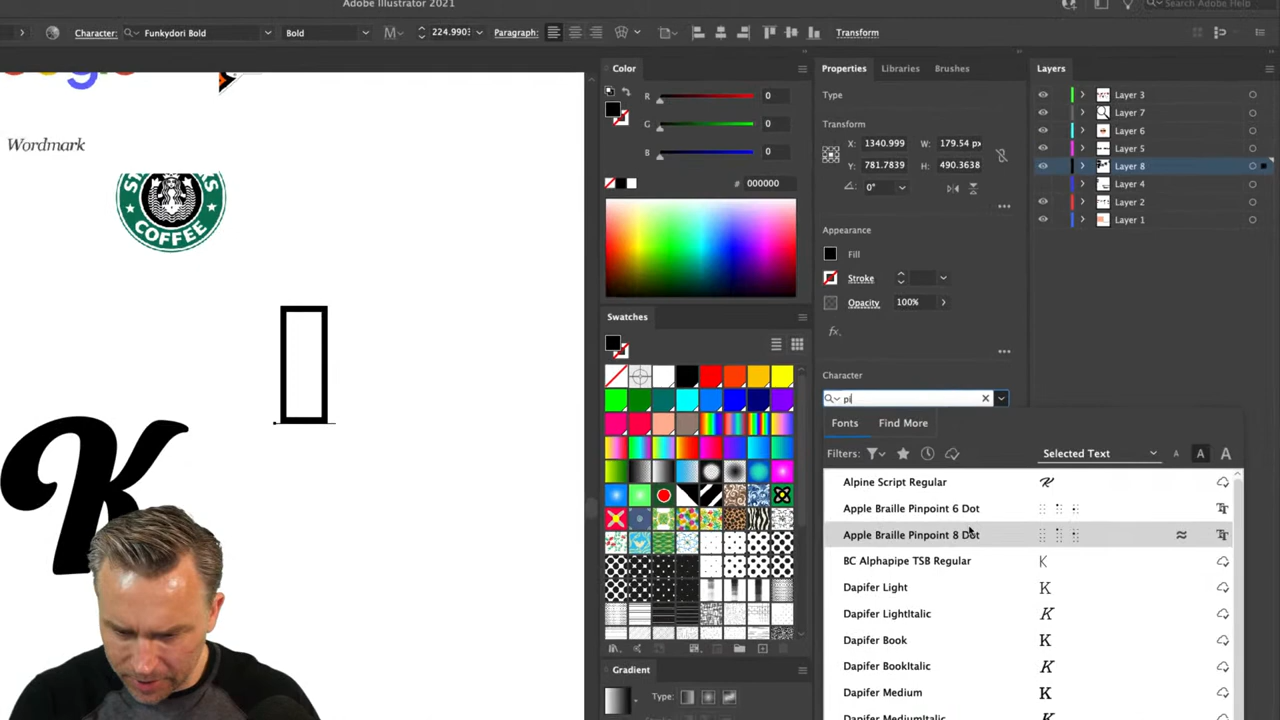 Adobe Illustrator 2021
Search Adobe Help
Character:
Funkydori Bold
Bold
224.990
Paragraph:
Transform
Google
Wordmark
COFFEE
K
Color
R
0
G
0
B
0
#
000000
Swatches
Gradient
Type:
Properties
Libraries
Brushes
Type
Transform
X:
1340.999
W:
179.54 px
Y:
781.7839
H:
490.3638
0°
Appearance
Fill
Stroke
Opacity
100%
fx
Character
pi
Fonts
Find More
Filters:
Selected Text
Alpine Script Regular
K
Apple Braille Pinpoint 6 Dot
Apple Braille Pinpoint 8 Dot
BC Alphapipe TSB Regular
K
Dapifer Light
K
Dapifer LightItalic
K
Dapifer Book
K
Dapifer BookItalic
K
Dapifer Medium
K
Dapifer MediumItalic
Layers
Layer 3
Layer 7
Layer 6
Layer 5
Layer 8
Layer 4
Layer 2
Layer 1